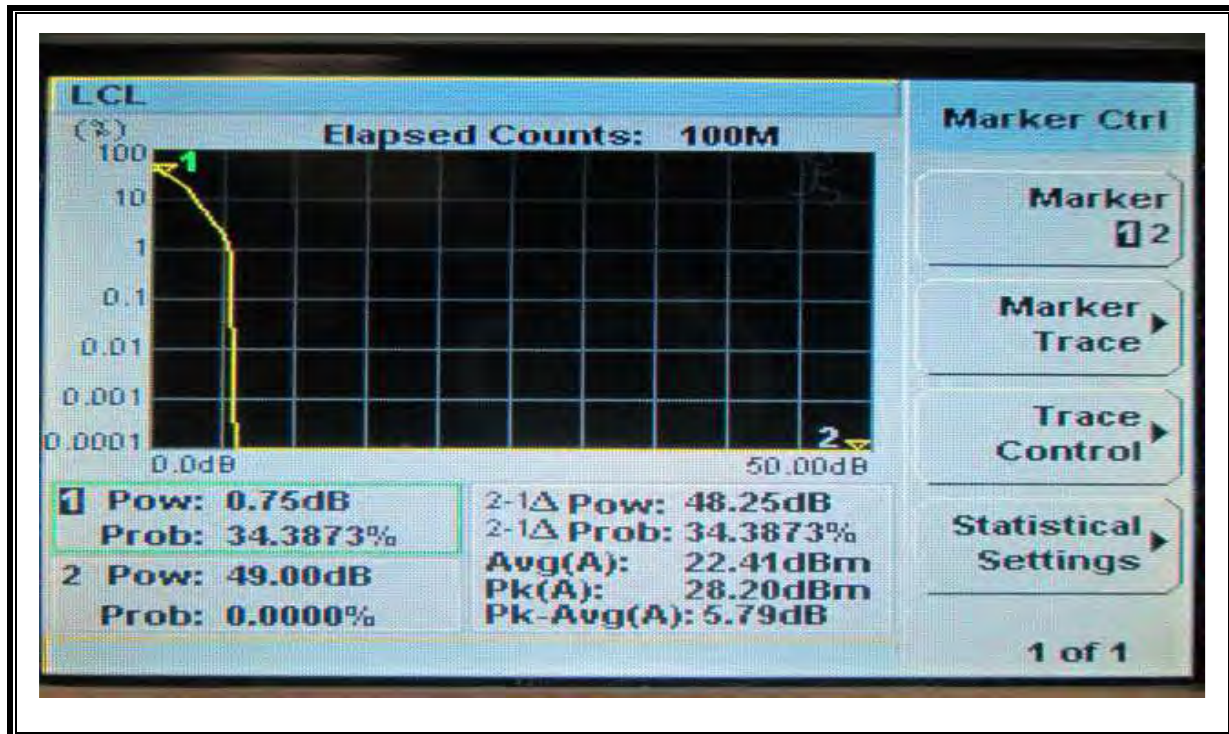 LCL
(%)
Elapsed Counts: 100M
100
1
10
1
0.1
0.01
0.001
0.0001
2
0.0dB
50.00dB
1 Pow: 0.75dB
Prob: 34.3873%
2 Pow: 49.00dB
Prob: 0.0000%
2-1Δ Pow: 48.25dB
2-1Δ Prob: 34.3873%
Avg(A): 22.41dBm
Pk(A): 28.20dBm
Pk-Avg(A): 5.79dB
Marker Ctrl
Marker
1 2
Marker
Trace
Trace
Control
Statistical
Settings
1 of 1